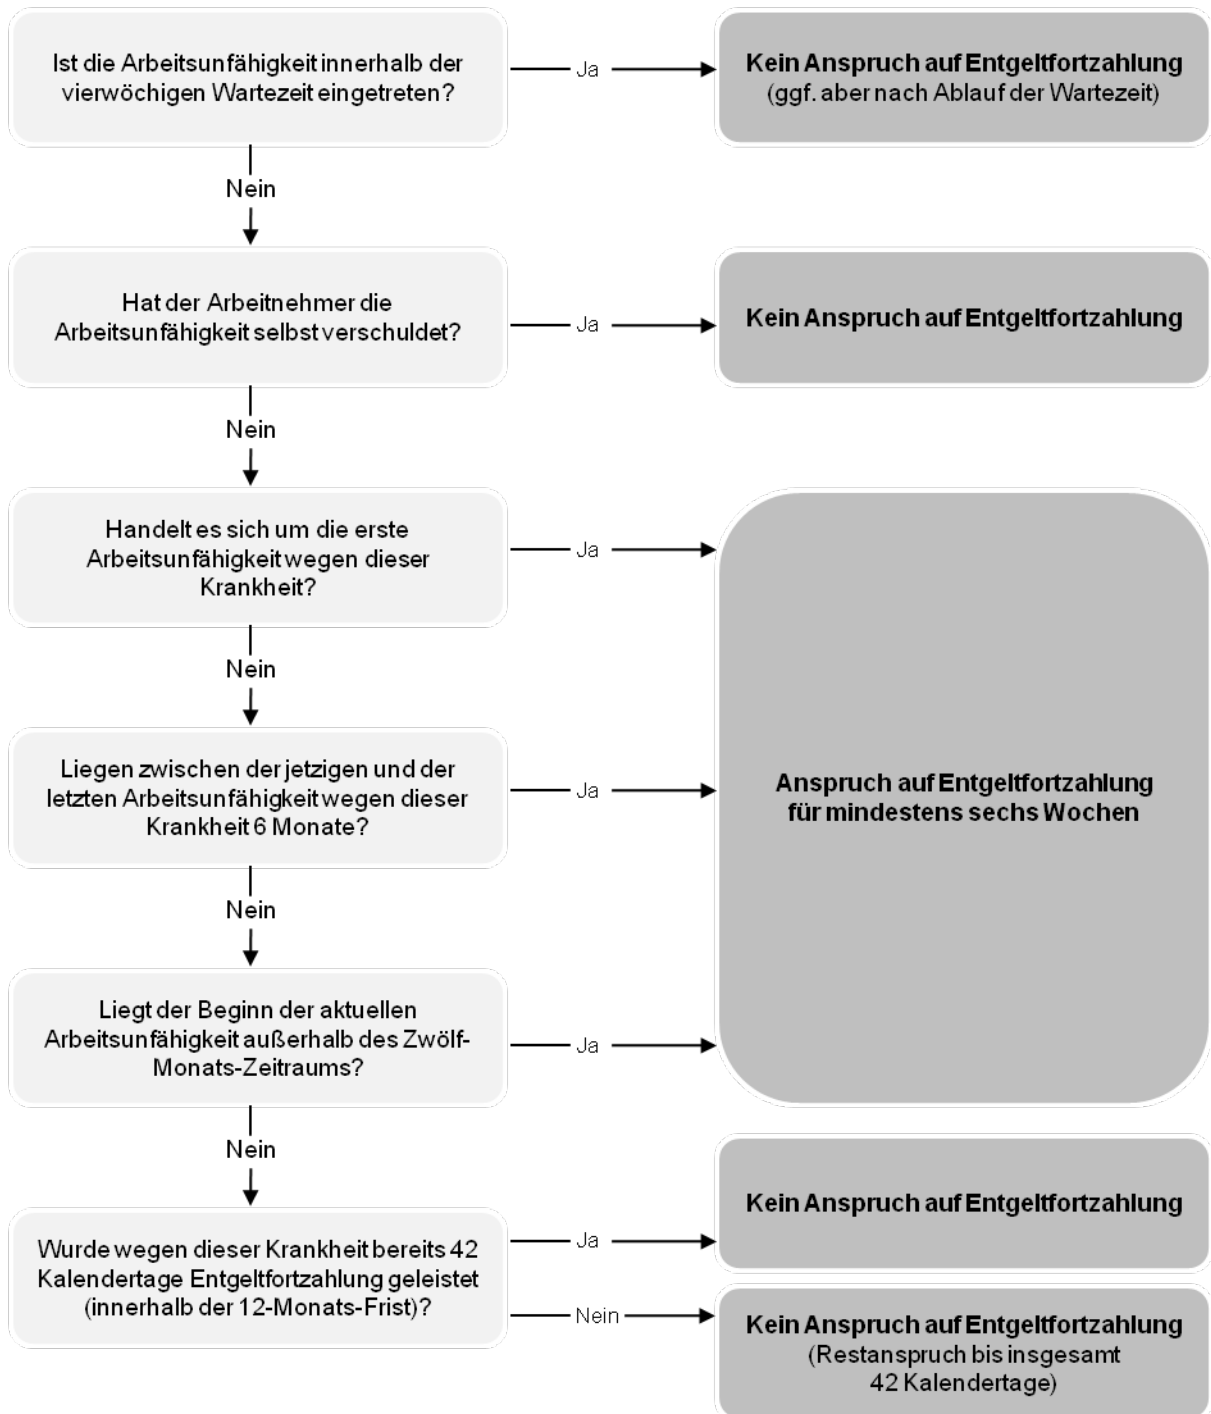 Ist die Arbeitsunfähigkeit innerhalb der
vierwöchigen Wartezeit eingetreten?
Ja
Kein Anspruch auf Entgeltfortzahlung
(ggf. aber nach Ablauf der Wartezeit)
Nein
Hat der Arbeitnehmer die
Arbeitsunfähigkeit selbst verschuldet?
Ja
Kein Anspruch auf Entgeltfortzahlung
Nein
Handelt es sich um die erste
Arbeitsunfähigkeit wegen dieser
Krankheit?
Ja
Nein
Liegen zwischen der jetzigen und der
letzten Arbeitsunfähigkeit wegen dieser
Krankheit 6 Monate?
Ja
Anspruch auf Entgeltfortzahlung
für mindestens sechs Wochen
Nein
Liegt der Beginn der aktuellen
Arbeitsunfähigkeit außerhalb des Zwölf-
Monats-Zeitraums?
Ja
Nein
Wurde wegen dieser Krankheit bereits 42
Kalendertage Entgeltfortzahlung geleistet
(innerhalb der 12-Monats-Frist)?
Ja
Kein Anspruch auf Entgeltfortzahlung
Nein
Kein Anspruch auf Entgeltfortzahlung
(Restanspruch bis insgesamt
42 Kalendertage)